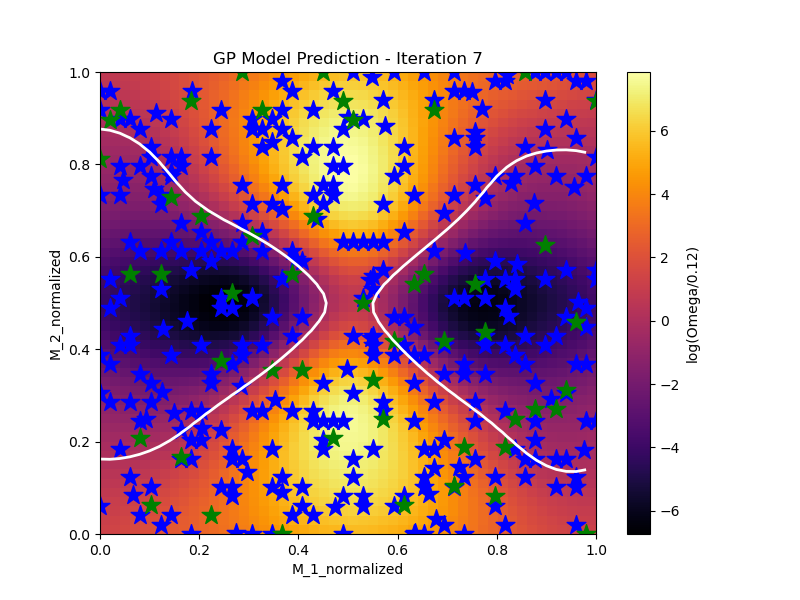 GP Model Prediction - Iteration 7
1.0
0.8
0.6
0.4
0.2
0.0
M_2_normalized
0.0 0.2 0.4 0.6 0.8 1.0
M_1_normalized
6
4
2
0
−2
−4
−6
log(Omega/0.12)